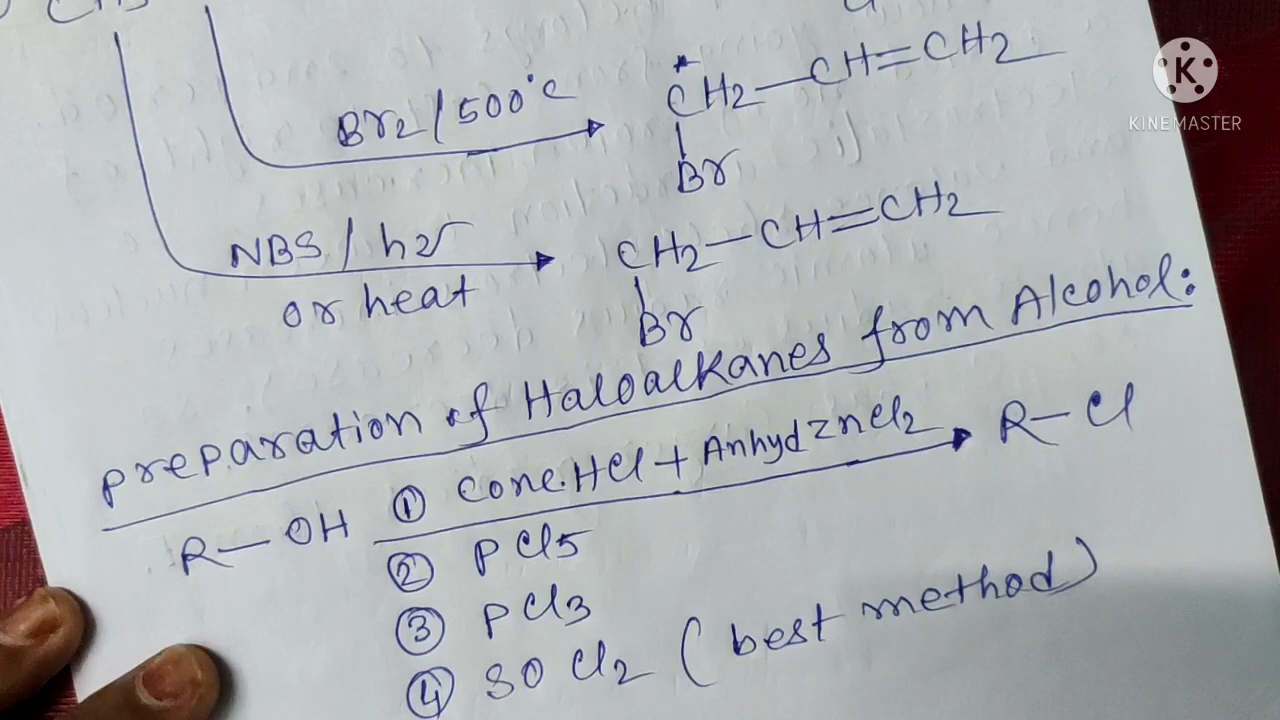 CH3
Br2/500°C
*
CH2—CH=CH2
Br
K
KINEMASTER
NBS/hν
or heat
CH2—CH=CH2
Br
preparation of Haloalkanes from Alcohol:
R—OH ① Conc.HCl + Anhyd ZnCl2 R—Cl
② PCl5
③ PCl3
④ SOCl2 (best method)